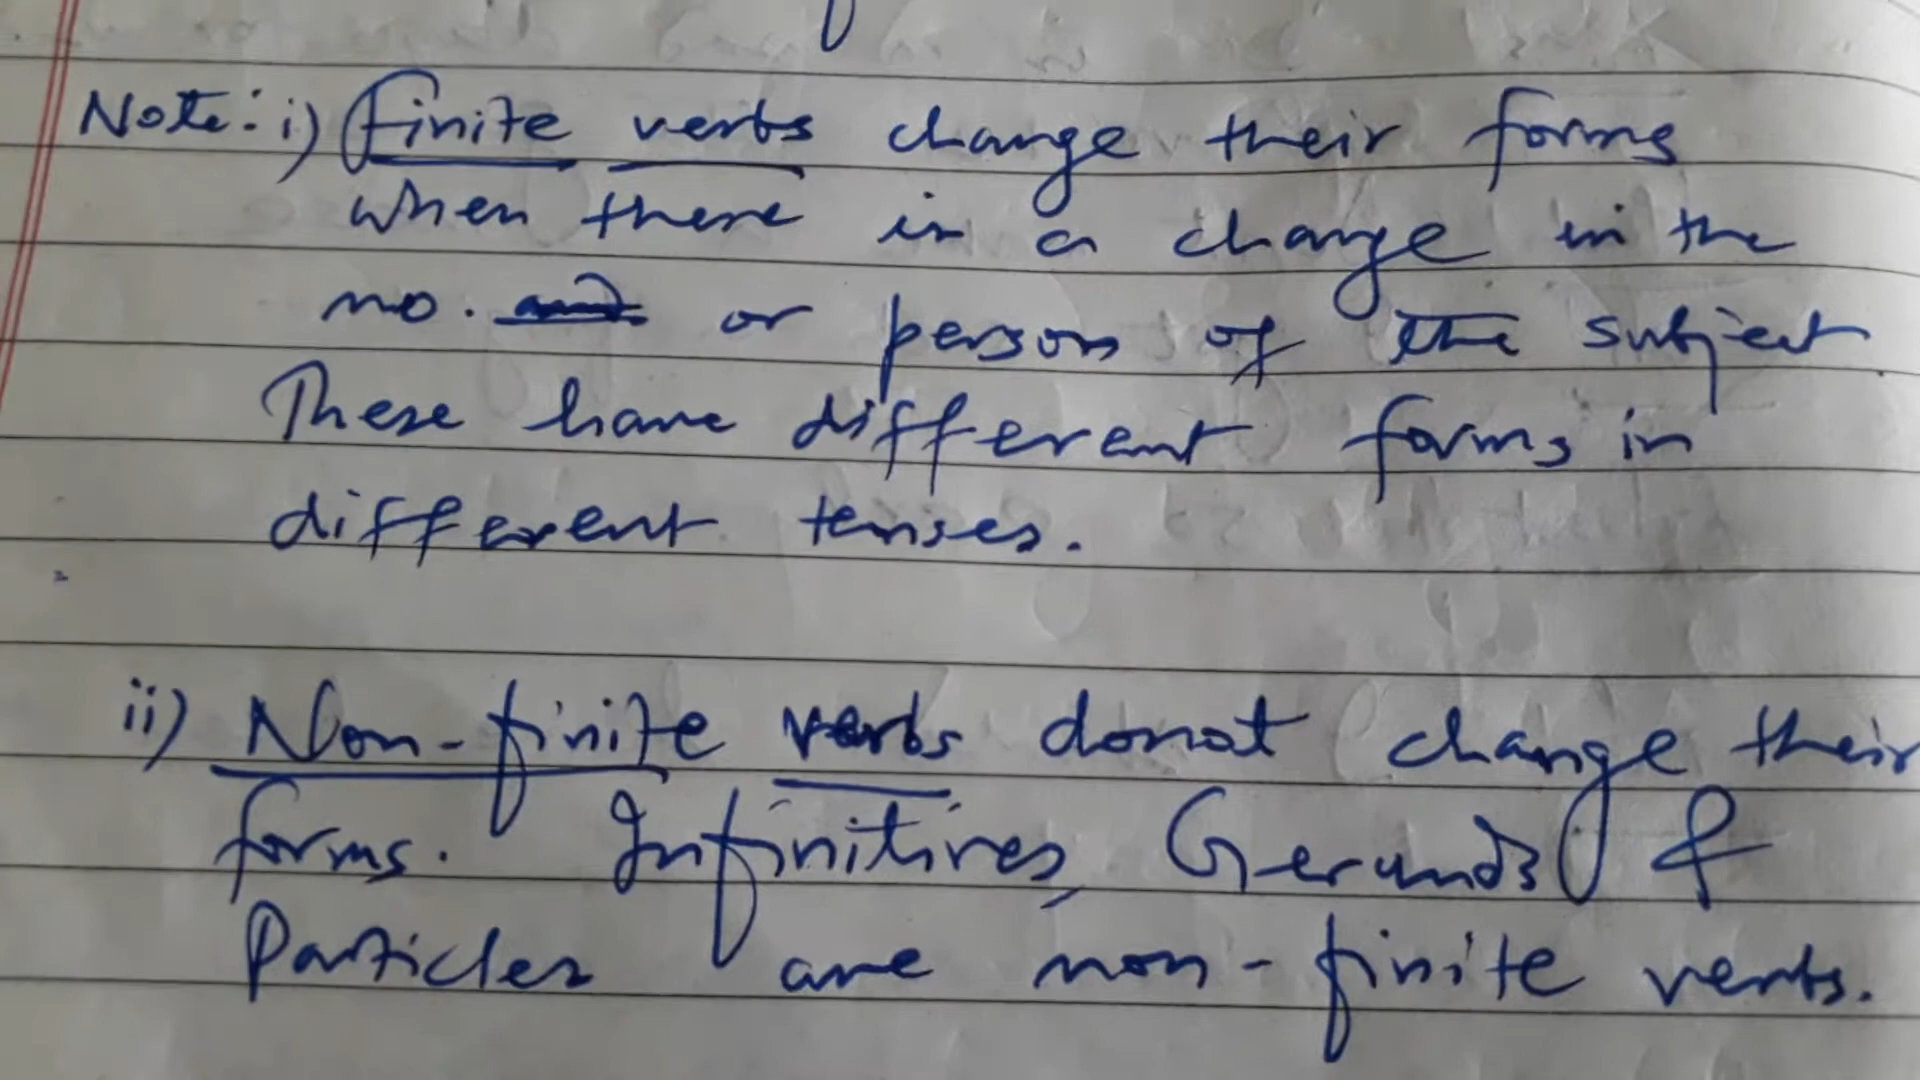 Note: i) Finite verbs change their forms
when there is a change in the
no. or person of the subject
These have different forms in
different tenses.
ii) Non-finite verbs donot change their
forms. Infinitives, Gerunds &
Particles are non-finite verbs.